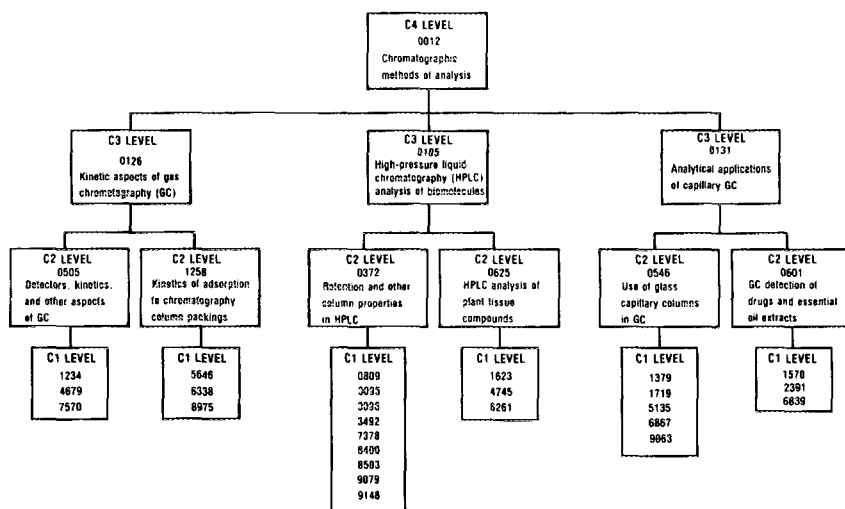 C4 LEVEL
0012
Chromatographic
methods of analysis
C3 LEVEL
0126
Kinetic aspects of gas
chrometagraphy (GC)
C3 LEVEL
0105
High-pressure liquid
chromatography (HPLC)
analysis of biomolecules
C3 LEVEL
0131
Analytical applications
of capillary GC
C2 LEVEL
0505
Detectors, kinetics,
and other aspects
of GC
C2 LEVEL
1258
Kinetics of adsorption
to chromatography
column packings
C2 LEVEL
0372
Retention and other
column properties
in HPLC
C2 LEVEL
0625
HPLC analysis of
plant tissue
compounds
C2 LEVEL
0546
Use of glass
capillary columns
in GC
C2 LEVEL
0601
GC detection of
drugs and essential
oil extracts
C1 LEVEL
1234
4679
7570
C1 LEVEL
5646
6338
8975
C1 LEVEL
0809
3492
7378
8503
9079
9148
C1 LEVEL
1623
4745
6261
C1 LEVEL
1379
1719
5135
6867
9063
C1 LEVEL
1570
2391
6839